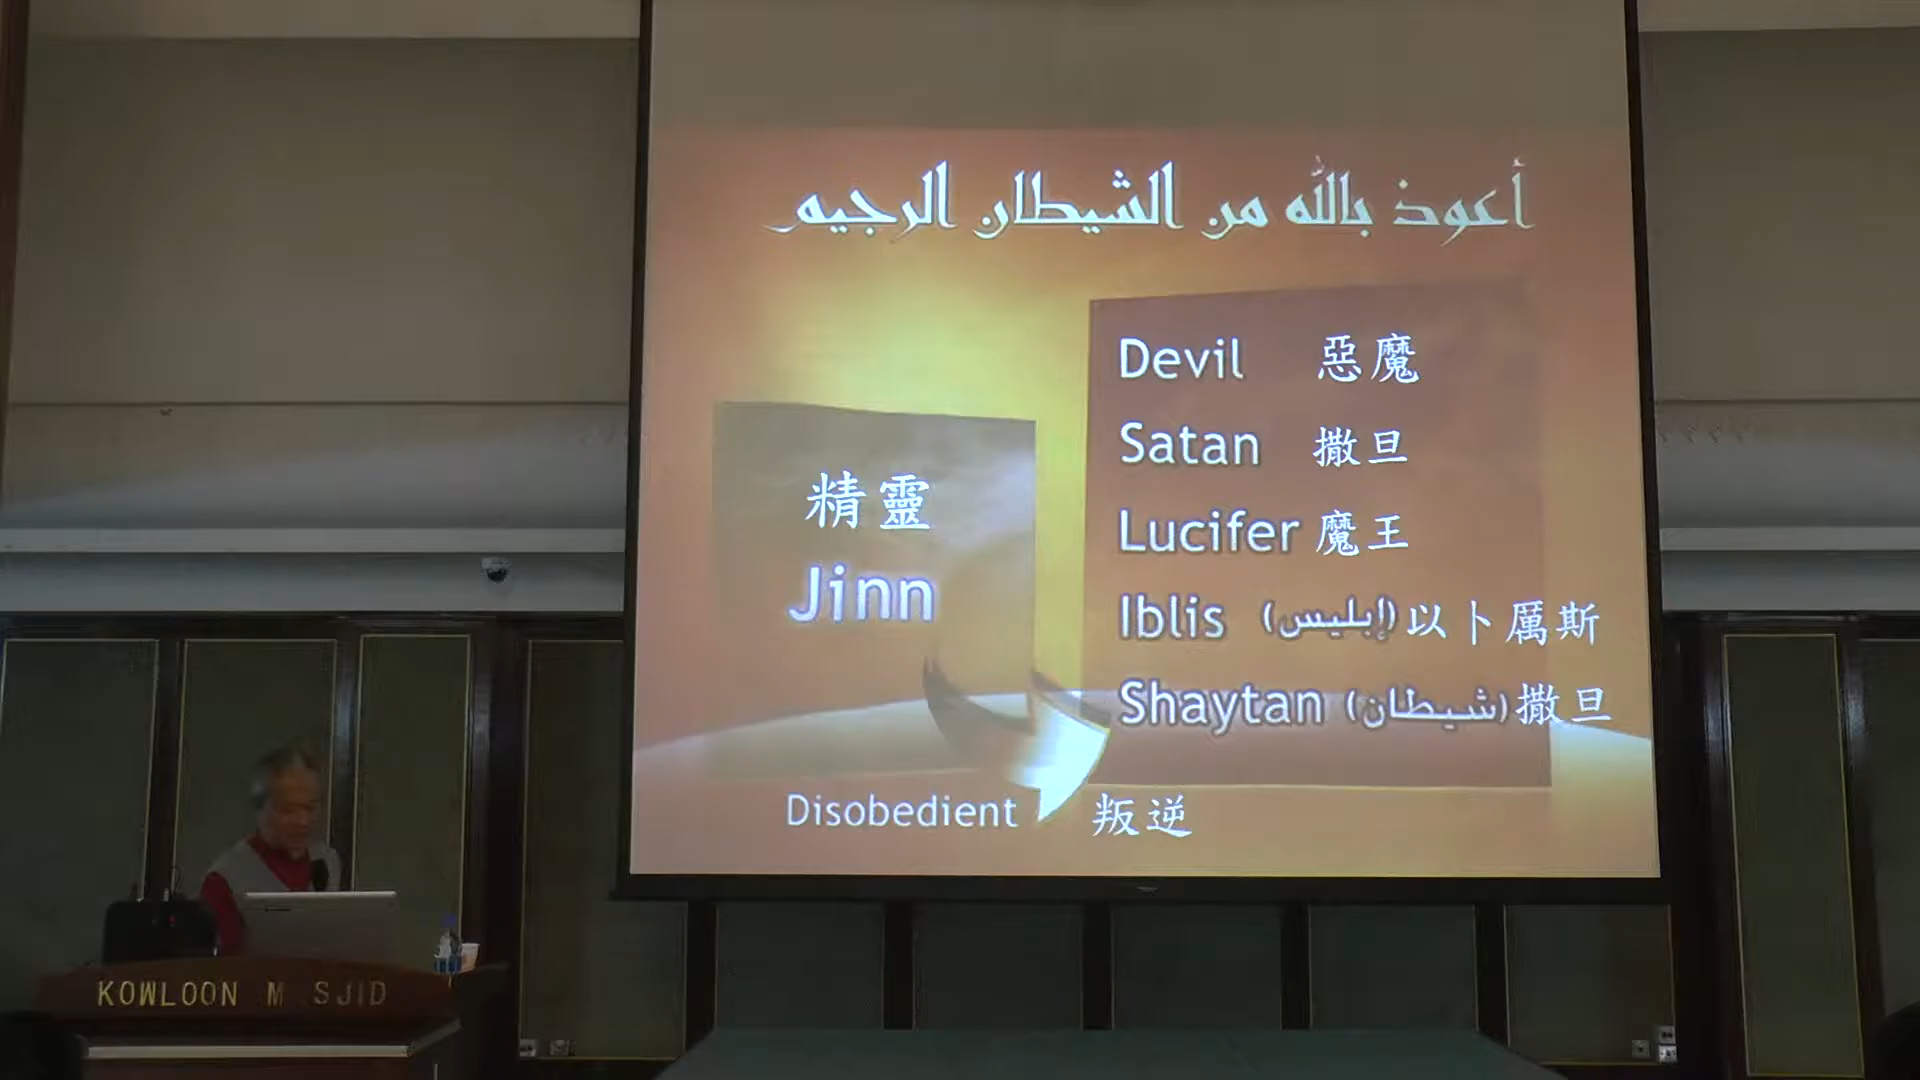 أعوذ بالله من الشيطان الرجيم
精靈
Jinn
Devil 惡魔
Satan 撒旦
Lucifer 魔王
Iblis (إبليس) 以卜厲斯
Shaytan (شيطان) 撒旦
Disobedient 叛逆
KOWLOON M SJID